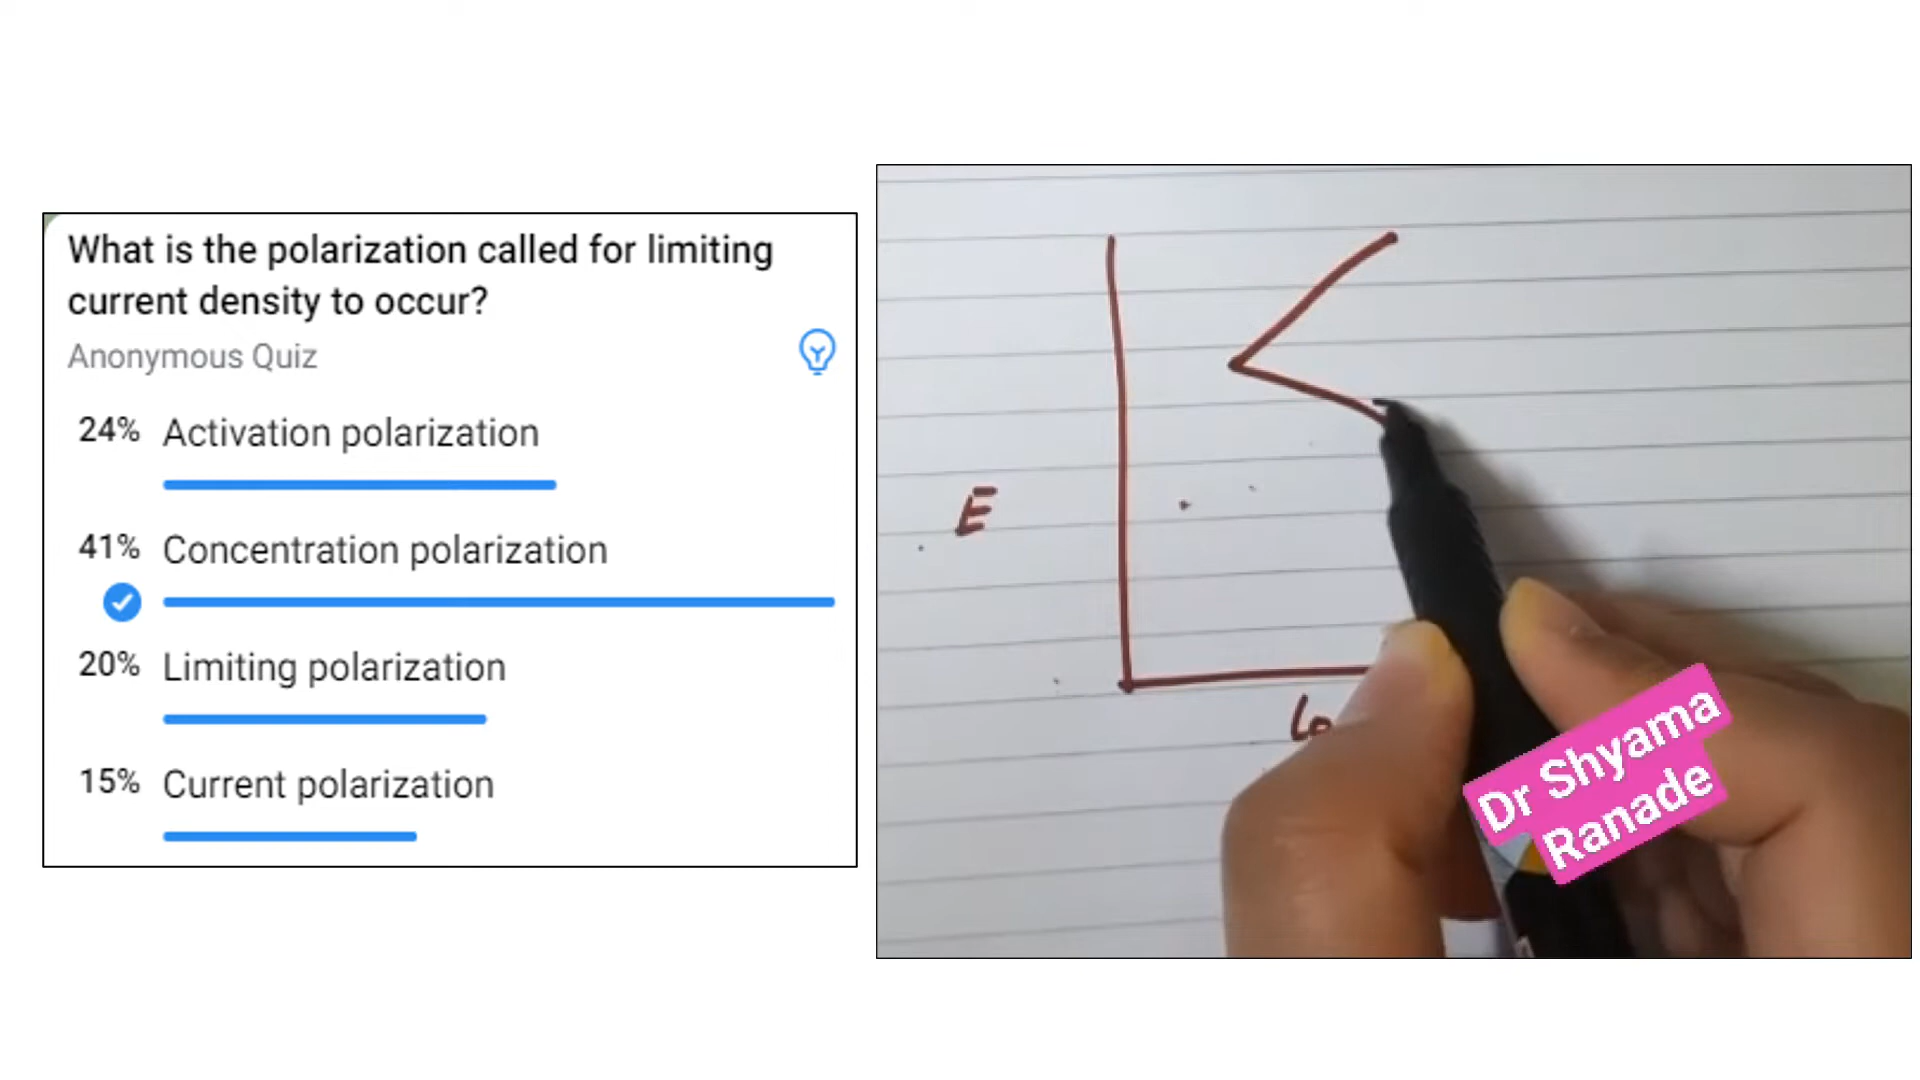 What is the polarization called for limiting
current density to occur?
Anonymous Quiz
24% Activation polarization
41% Concentration polarization
20% Limiting polarization
15% Current polarization
E
Dr Shyama
Ranade